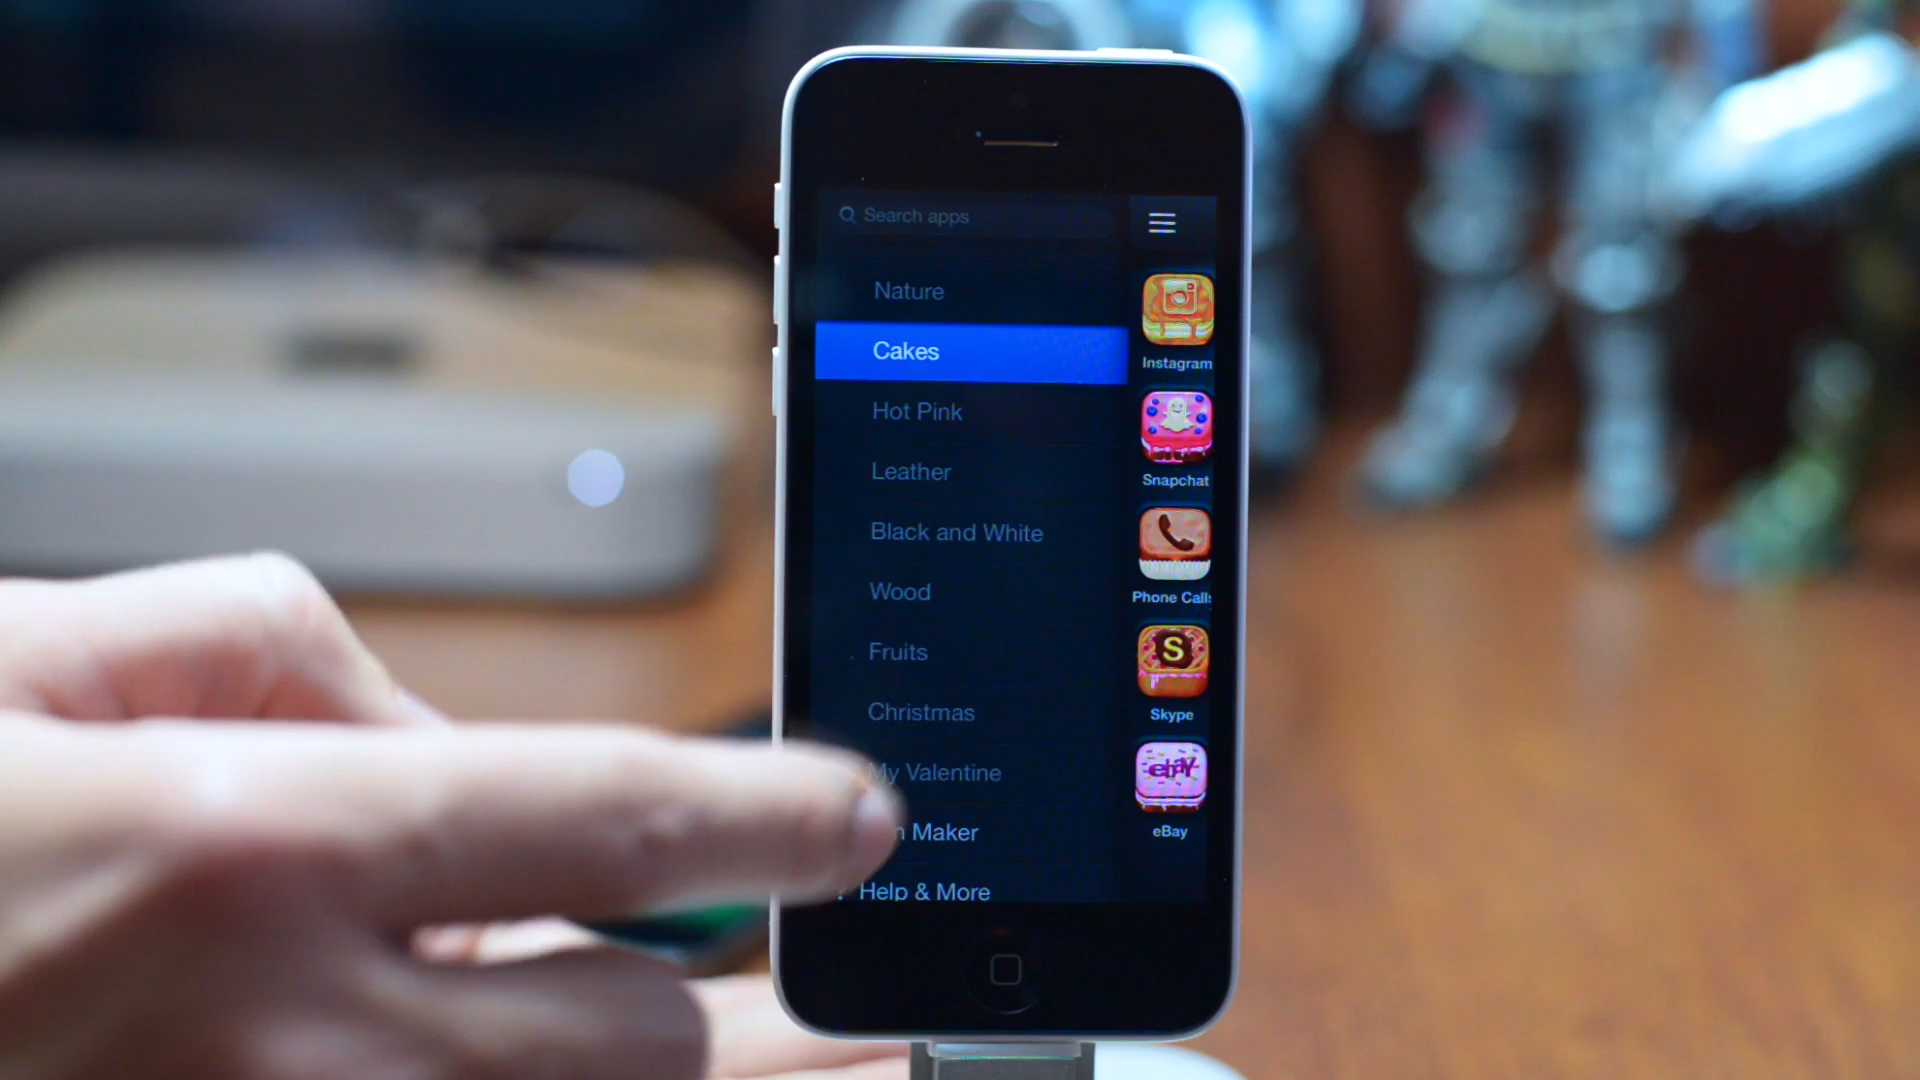 Search apps
Nature
Cakes
Hot Pink
Leather
Black and White
Wood
Fruits
Christmas
My Valentine
Maker
Help & More
Instagram
Snapchat
Phone Calls
S
Skype
ebay
eBay